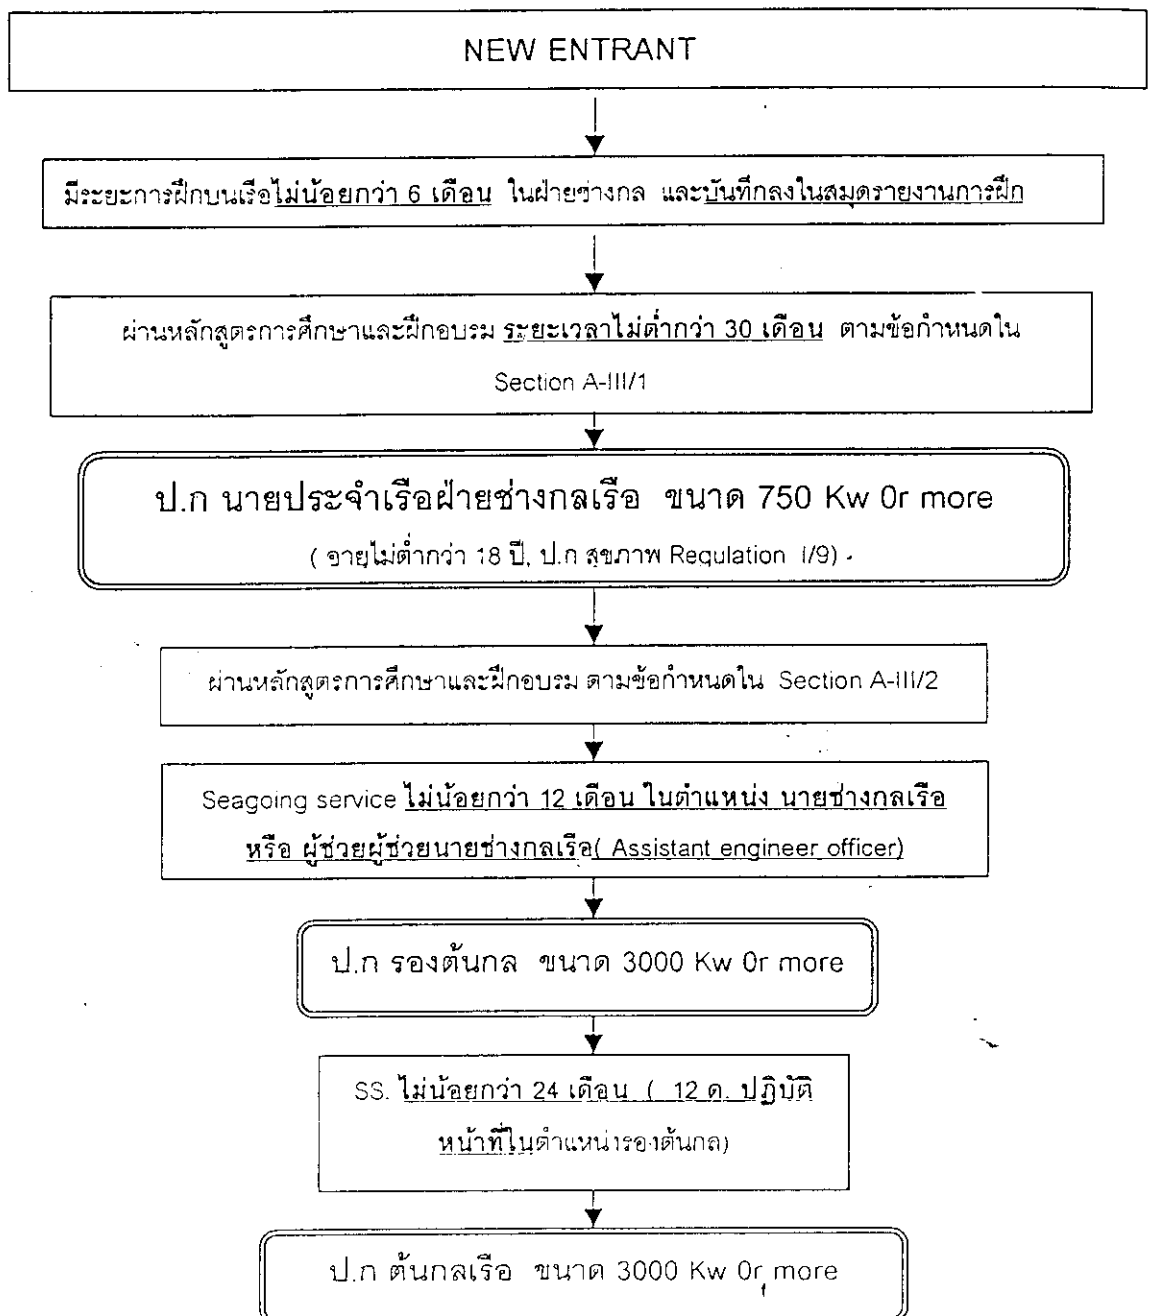 NEW ENTRANT
มีระยะการฝึกบนเรือไม่น้อยกว่า 6 เดือน ในฝ่ายช่างกล และบันทึกลงในสมุดรายงานการฝึก
ผ่านหลักสูตรการศึกษาและฝึกอบรม ระยะเวลาไม่ต่ำกว่า 30 เดือน ตามข้อกำหนดใน
Section A-III/1
ป.ก นายประจำเรือฝ่ายช่างกลเรือ ขนาด 750 Kw 0r more
( อายุไม่ต่ำกว่า 18 ปี, ป.ก สุขภาพ Regulation I/9)
ผ่านหลักสูตรการศึกษาและฝึกอบรม ตามข้อกำหนดใน Section A-III/2
Seagoing service ไม่น้อยกว่า 12 เดือน ในตำแหน่ง นายช่างกลเรือ
หรือ ผู้ช่วยผู้ช่วยนายช่างกลเรือ( Assistant engineer officer)
ป.ก รองต้นกล ขนาด 3000 Kw 0r more
SS. ไม่น้อยกว่า 24 เดือน ( 12 ด. ปฏิบัติ
หน้าที่ในตำแหน่งรองต้นกล)
ป.ก ต้นกลเรือ ขนาด 3000 Kw 0r more